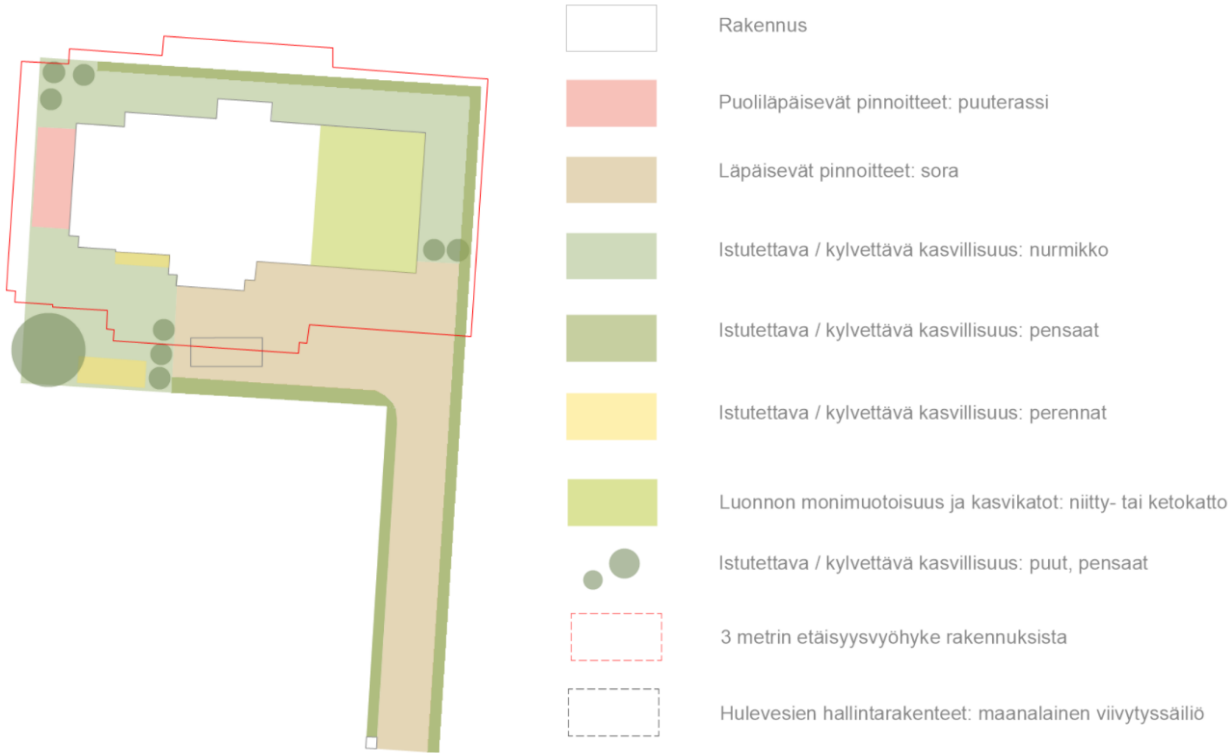 Rakennus
Puoliläpäisevät pinnoitteet: puuterassi
Läpäisevät pinnoitteet: sora
Istutettava / kylvettävä kasvillisuus: nurmikko
Istutettava / kylvettävä kasvillisuus: pensaat
Istutettava / kylvettävä kasvillisuus: perennat
Luonnon monimuotoisuus ja kasvikatot: niitty- tai ketokatto
Istutettava / kylvettävä kasvillisuus: puut, pensaat
3 metrin etäisyysvyöhyke rakennuksista
Hulevesien hallintarakenteet: maanalainen viivytyssäiliö